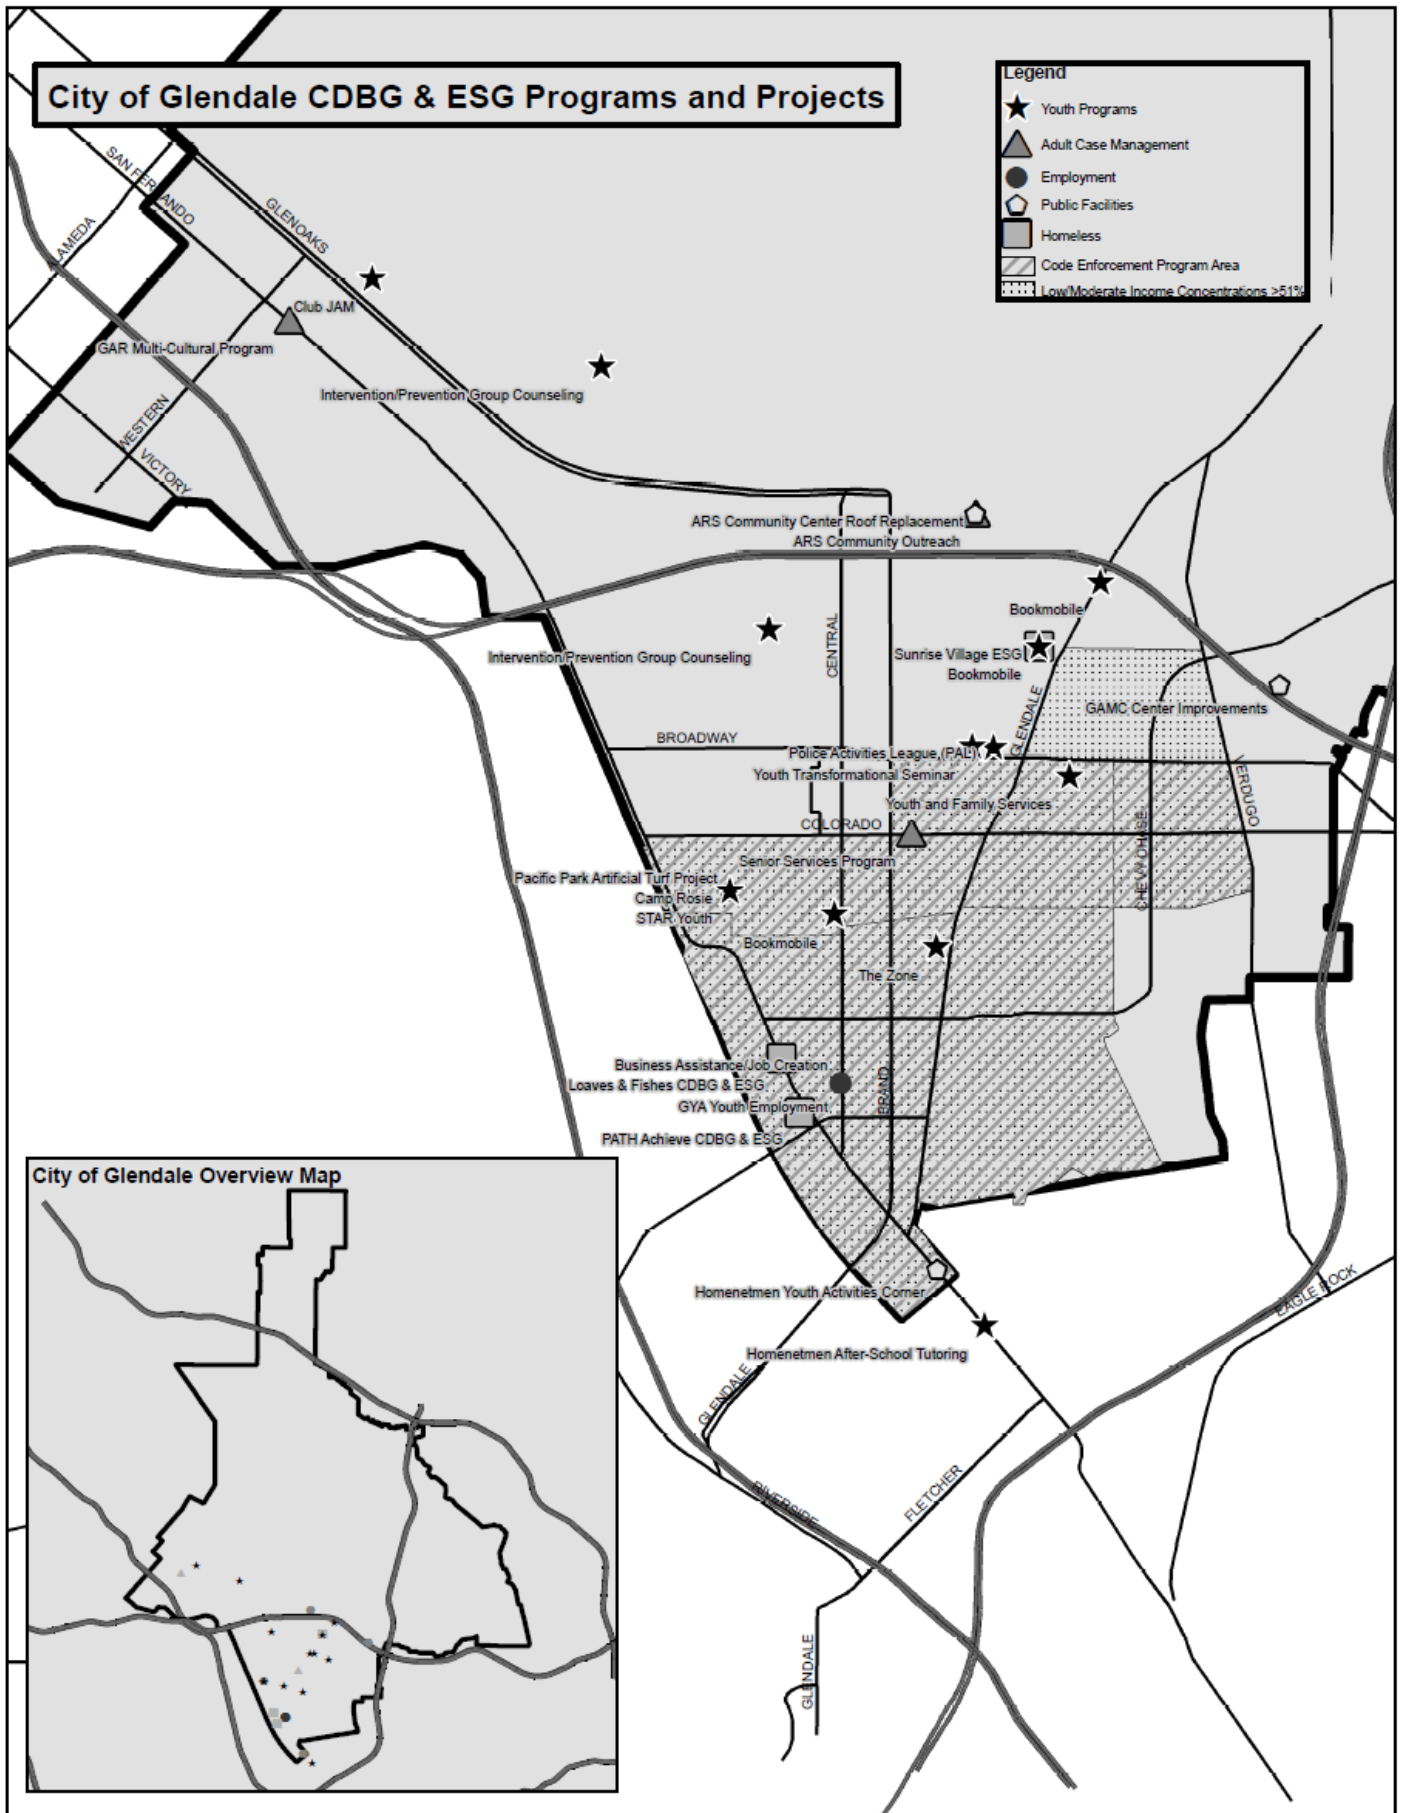 City of Glendale CDBG & ESG Programs and Projects
Legend
Youth Programs
Adult Case Management
Employment
Public Facilities
Homeless
Code Enforcement Program Area
Low/Moderate Income Concentrations >51%
SAN FERNANDO
GLENOAKS
ALAMEDA
Club JAM
GAR Multi-Cultural Program
Intervention/Prevention Group Counseling
WESTERN
VICTORY
ARS Community Center Roof Replacement
ARS Community Outreach
Bookmobile
CENTRAL
Intervention/Prevention Group Counseling
Sunrise Village ESG
Bookmobile
GLENDALE
GAMC Center Improvements
BROADWAY
Police Activities League (PAL)
Youth Transformational Seminar
VERDUGO
Youth and Family Services
COLORADO
CHEVY CHASE
Senior Services Program
Pacific Park Artificial Turf Project
Camp Rosie
STAR Youth
Bookmobile
The Zone
Business Assistance/Job Creation
Loaves & Fishes CDBG & ESG
BRAND
GYA Youth Employment
PATH Achieve CDBG & ESG
City of Glendale Overview Map
Homenetmen Youth Activities Corner
EAGLE ROCK
Homenetmen After-School Tutoring
GLENDALE
RIVERSIDE
FLETCHER
GLENDALE